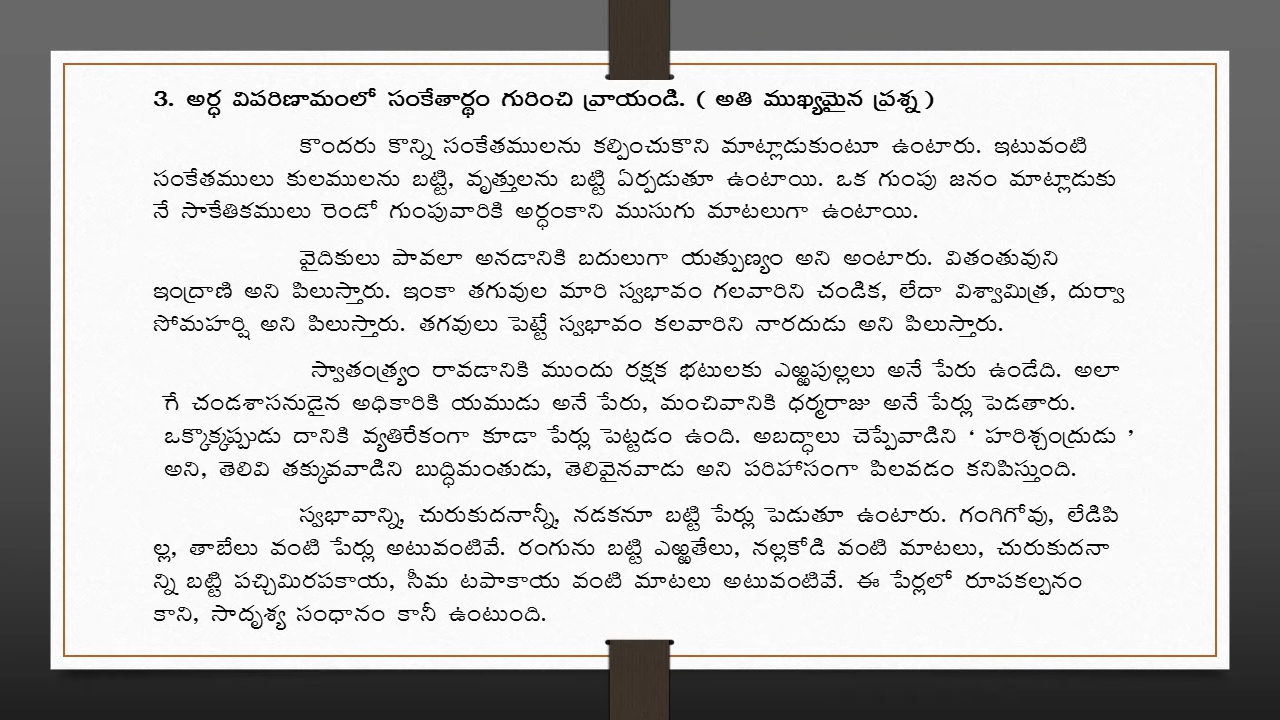 3. అర్ధ విపరిణామంలో సంకేతార్థం గురించి వ్రాయండి. ( అతి ముఖ్యమైన ప్రశ్న )
కొందరు కొన్ని సంకేతములను కల్పించుకొని మాట్లాడుకుంటూ ఉంటారు. ఇటువంటి
సంకేతములు కులములను బట్టి, వృత్తులను బట్టి ఏర్పడుతూ ఉంటాయి. ఒక గుంపు జనం మాట్లాడుకు
నే సాకేతికములు రెండో గుంపువారికి అర్ధంకాని ముసుగు మాటలుగా ఉంటాయి.
వైదికులు పావలా అనడానికి బదులుగా యత్పుణ్యం అని అంటారు. వితంతువుని
ఇంద్రాణి అని పిలుస్తారు. ఇంకా తగువుల మారి స్వభావం గలవారిని చండిక, లేదా విశ్వామిత్ర, దుర్వా
సోమహర్షి అని పిలుస్తారు. తగవులు పెట్టే స్వభావం కలవారిని నారదుడు అని పిలుస్తారు.
స్వాతంత్ర్యం రావడానికి ముందు రక్షక భటులకు ఎఱ్ఱపుల్లలు అనే పేరు ఉండేది. అలా
గే చండశాసనుడైన అధికారికి యముడు అనే పేరు, మంచివానికి ధర్మరాజు అనే పేర్లు పెడతారు.
ఒక్కొక్కప్పుడు దానికి వ్యతిరేకంగా కూడా పేర్లు పెట్టడం ఉంది. అబద్ధాలు చెప్పేవాడిని ‘ హరిశ్చంద్రుడు ’
అని, తెలివి తక్కువవాడిని బుద్ధిమంతుడు, తెలివైనవాడు అని పరిహాసంగా పిలవడం కనిపిస్తుంది.
స్వభావాన్ని, చురుకుదనాన్నీ, నడకనూ బట్టి పేర్లు పెడుతూ ఉంటారు. గంగిగోవు, లేడిపి
ల్ల, తాబేలు వంటి పేర్లు అటువంటివే. రంగును బట్టి ఎఱ్ఱతేలు, నల్లకోడి వంటి మాటలు, చురుకుదనా
న్ని బట్టి పచ్చిమిరపకాయ, సీమ టపాకాయ వంటి మాటలు అటువంటివే. ఈ పేర్లలో రూపకల్పనం
కాని, సాదృశ్య సంధానం కానీ ఉంటుంది.